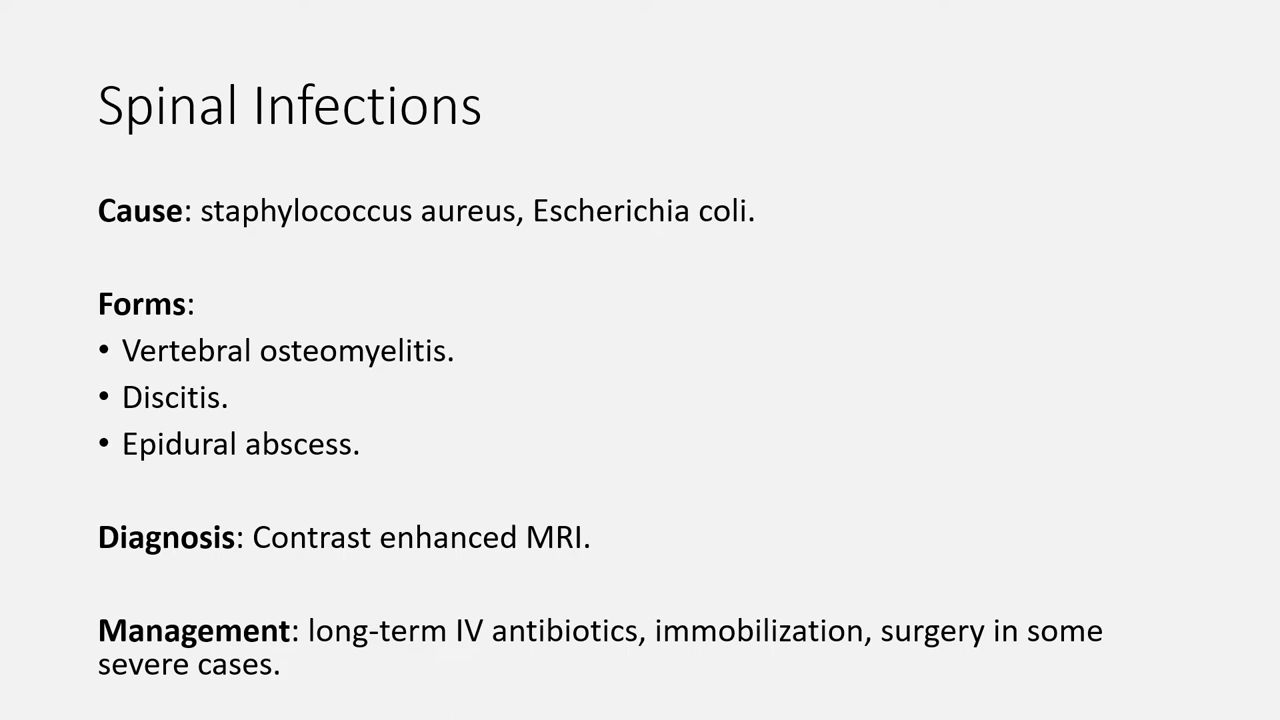 Spinal Infections
Cause: staphylococcus aureus, Escherichia coli.
Forms:
• Vertebral osteomyelitis.
• Discitis.
• Epidural abscess.
Diagnosis: Contrast enhanced MRI.
Management: long-term IV antibiotics, immobilization, surgery in some
severe cases.